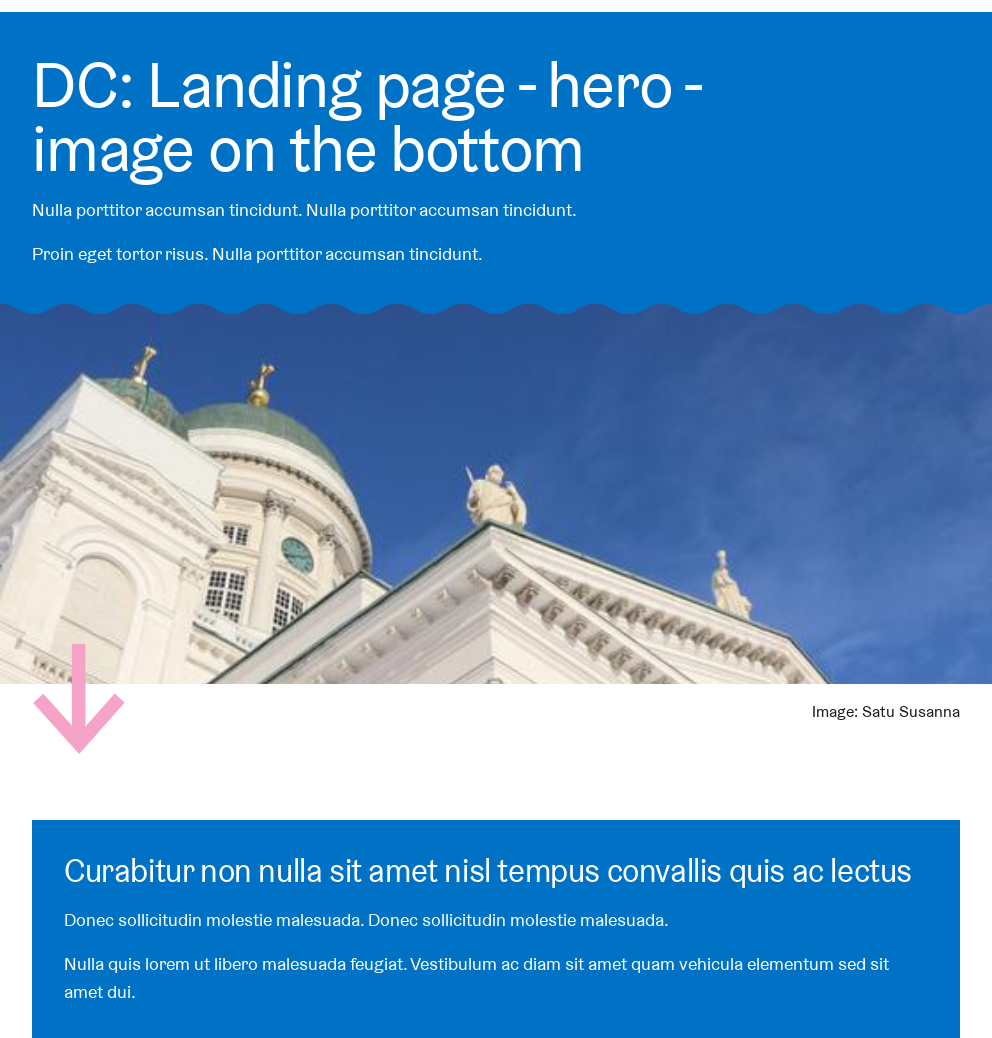 DC: Landing page - hero -
image on the bottom
Nulla porttitor accumsan tincidunt. Nulla porttitor accumsan tincidunt.
Proin eget tortor risus. Nulla porttitor accumsan tincidunt.
Image: Satu Susanna
Curabitur non nulla sit amet nisl tempus convallis quis ac lectus
Donec sollicitudin molestie malesuada. Donec sollicitudin molestie malesuada.
Nulla quis lorem ut libero malesuada feugiat. Vestibulum ac diam sit amet quam vehicula elementum sed sit
amet dui.